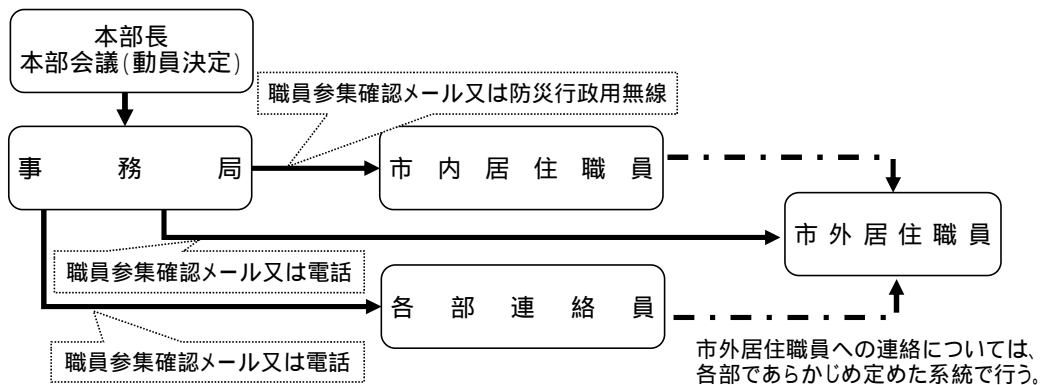 本部長
本部会議(動員決定)
職員参集確認メール又は防災行政用無線
事務局
市内居住職員
市外居住職員
職員参集確認メール又は電話
各部連絡員
職員参集確認メール又は電話
市外居住職員への連絡については、
各部であらかじめ定めた系統で行う。